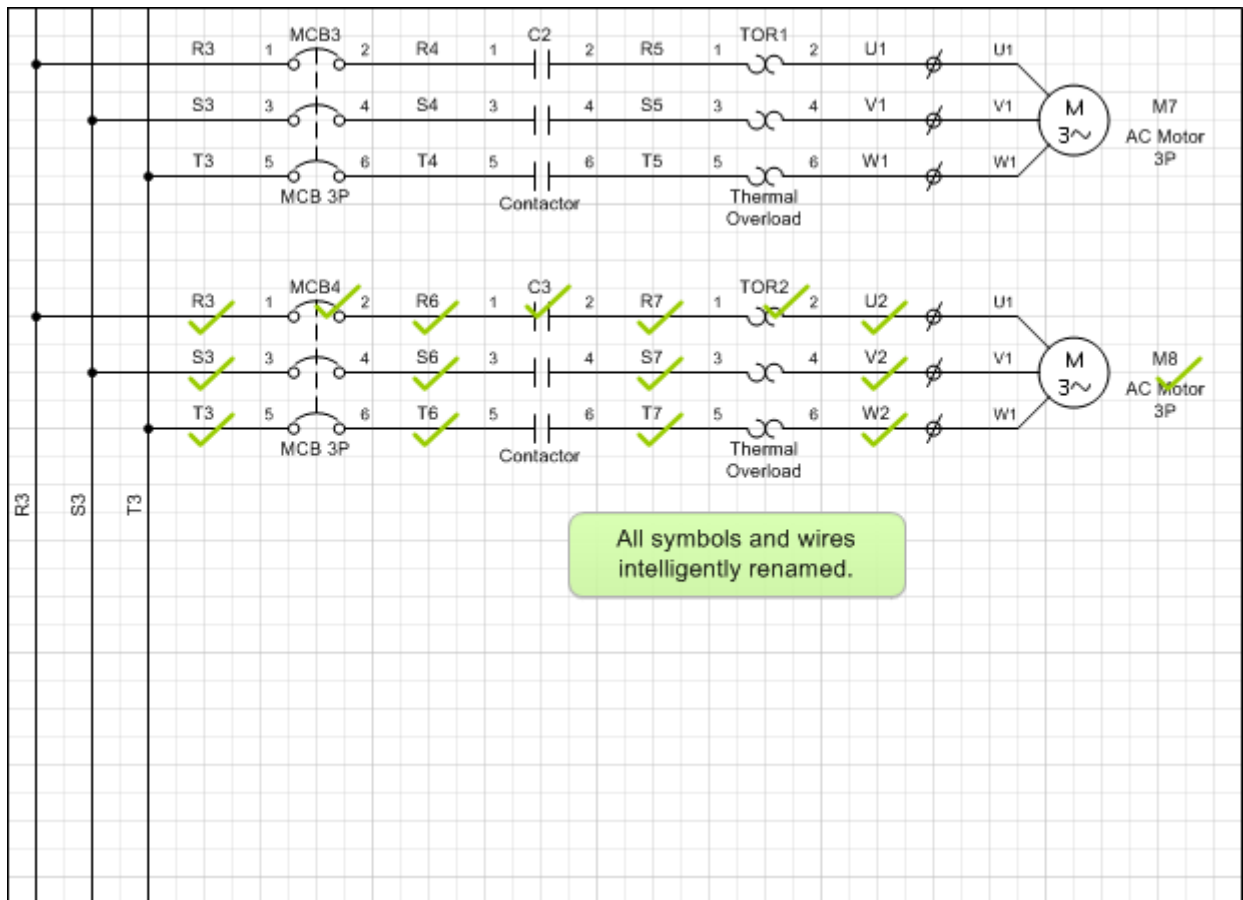 MCB3 C2 TOR1
R3 1 2 R4 1 2 R5 1 2 U1 U1
S3 3 4 S4 3 4 S5 3 4 V1 V1 M M7
3~ AC Motor
T3 5 6 T4 5 6 T5 5 6 W1 W1 3P
MCB 3P Contactor Thermal
Overload
MCB4 C3 TOR2
R3 1 2 R6 1 2 R7 1 2 U2 U1
S3 3 4 S6 3 4 S7 3 4 V2 V1 M M8
3~ AC Motor
T3 5 6 T6 5 6 T7 5 6 W2 W1 3P
MCB 3P Contactor Thermal
Overload
R3 S3 T3
All symbols and wires
intelligently renamed.